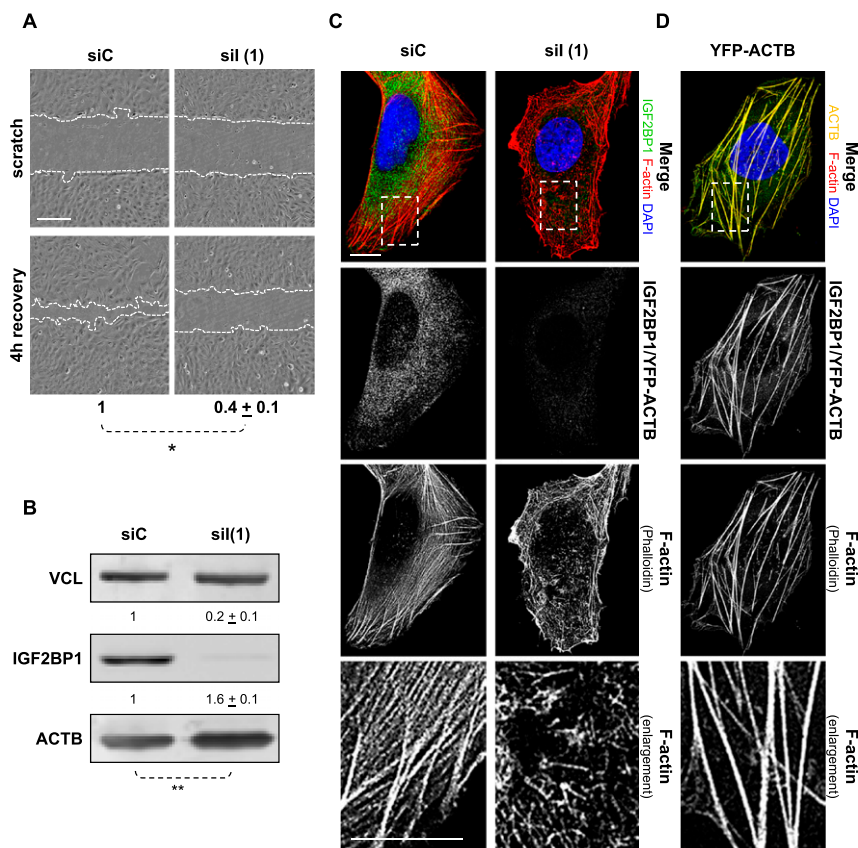 A
siC
siI (1)
scratch
4h recovery
1
0.4 ± 0.1
*
B
siC
siI(1)
VCL
1
0.2 ± 0.1
IGF2BP1
1
1.6 ± 0.1
ACTB
**
C
siC
siI (1)
Merge
IGF2BP1 F-actin DAPI
IGF2BP1/YFP-ACTB
F-actin
(Phalloidin)
F-actin
(enlargement)
D
YFP-ACTB
Merge
ACTB F-actin DAPI
IGF2BP1/YFP-ACTB
F-actin
(Phalloidin)
F-actin
(enlargement)